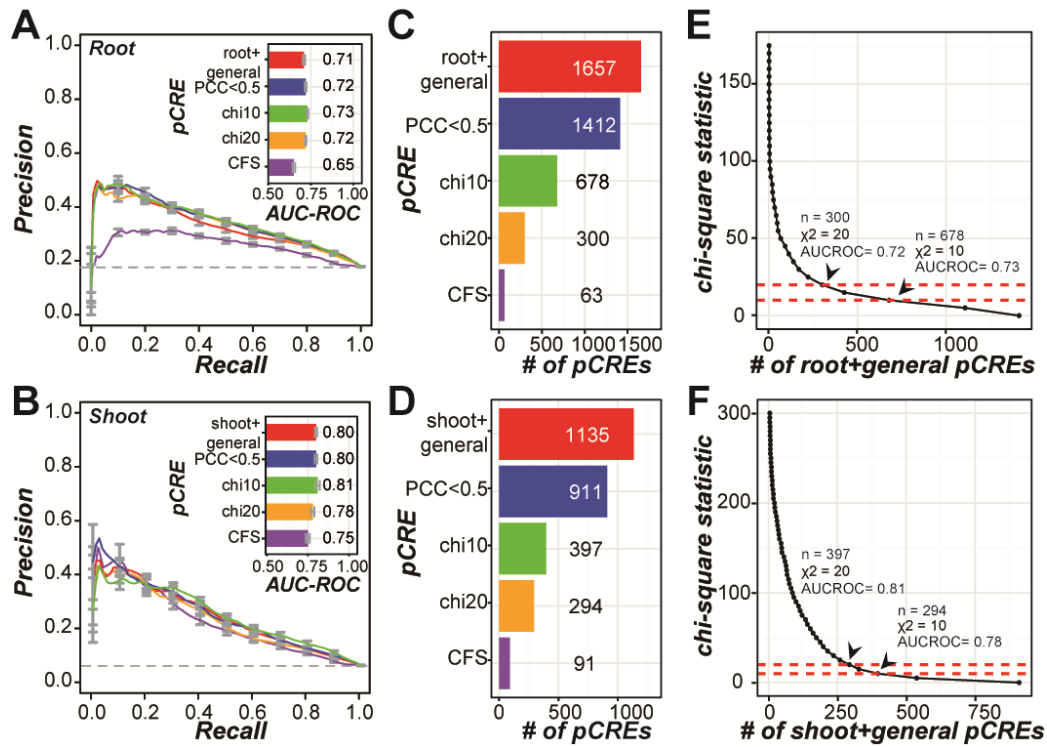 A
Root
Precision
1.0
0.8
0.6
0.4
0.2
0.0
0.0 0.2 0.4 0.6 0.8 1.0
Recall
pCRE
root+
general
PCC<0.5
chi10
chi20
CFS
0.71
0.72
0.73
0.72
0.65
0.50 0.75 1.00
AUC-ROC
B
Shoot
Precision
1.0
0.8
0.6
0.4
0.2
0.0
0.0 0.2 0.4 0.6 0.8 1.0
Recall
pCRE
shoot+
general
PCC<0.5
chi10
chi20
CFS
0.80
0.80
0.81
0.78
0.75
0.50 0.75 1.00
AUC-ROC
C
pCRE
root+
general
PCC<0.5
chi10
chi20
CFS
1657
1412
678
300
63
0 500 1000 1500
# of pCREs
D
pCRE
shoot+
general
PCC<0.5
chi10
chi20
CFS
1135
911
397
294
91
0 500 1000
# of pCREs
E
chi-square statistic
150
100
50
0
n = 300
χ2 = 20
AUCROC= 0.72
n = 678
χ2 = 10
AUCROC= 0.73
0 500 1000
# of root+general pCREs
F
chi-square statistic
300
200
100
0
n = 397
χ2 = 20
AUCROC= 0.81
n = 294
χ2 = 10
AUCROC= 0.78
0 250 500 750
# of shoot+general pCREs